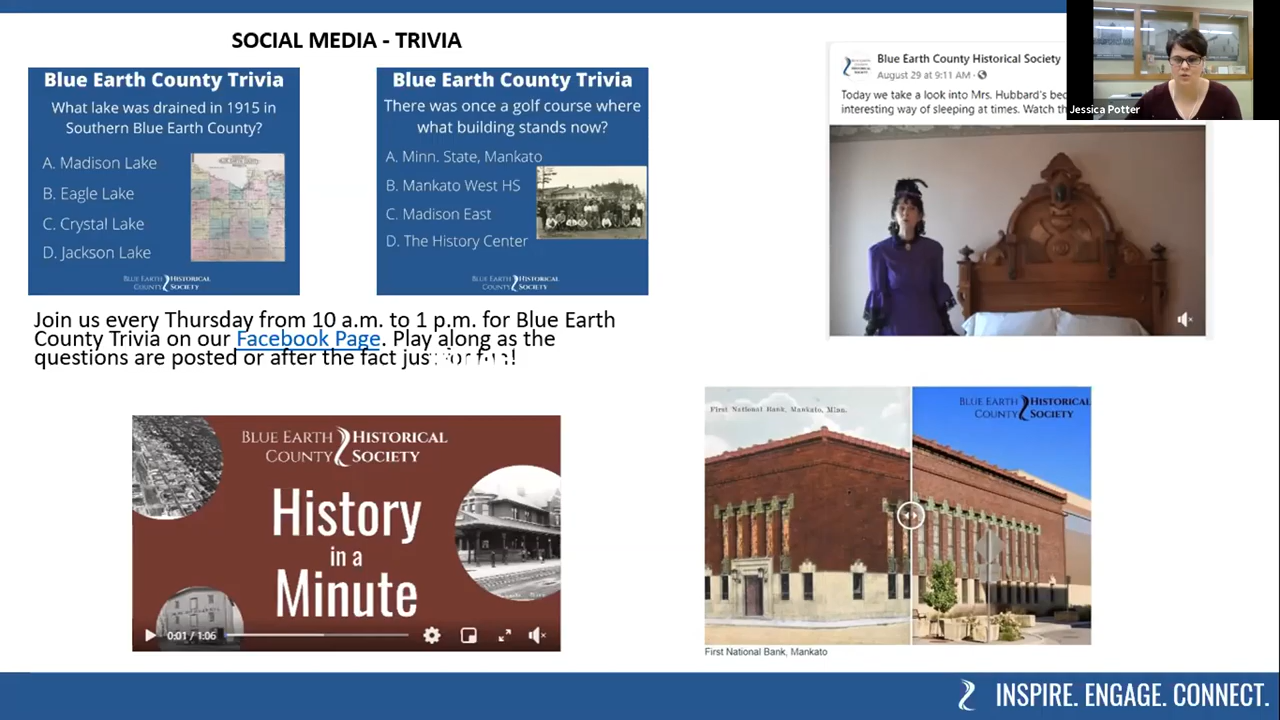 SOCIAL MEDIA - TRIVIA
Blue Earth County Trivia
What lake was drained in 1915 in
Southern Blue Earth County?
A. Madison Lake
B. Eagle Lake
C. Crystal Lake
D. Jackson Lake
BLUE EARTH HISTORICAL
COUNTY SOCIETY
Blue Earth County Trivia
There was once a golf course where
what building stands now?
A. Minn. State, Mankato
B. Mankato West HS
C. Madison East
D. The History Center
BLUE EARTH HISTORICAL
COUNTY SOCIETY
Blue Earth County Historical Society
August 29 at 9:11 AM
Today we take a look into Mrs. Hubbard's
interesting way of sleeping at times. Watch
Jessica Potter
Join us every Thursday from 10 a.m. to 1 p.m. for Blue Earth
County Trivia on our Facebook Page. Play along as the
questions are posted or after the fact
BLUE EARTH HISTORICAL
COUNTY SOCIETY
History
in a
Minute
0:01 / 1:06
First National Bank, Mankato, Minn.
BLUE EARTH HISTORICAL
COUNTY SOCIETY
First National Bank, Mankato
INSPIRE. ENGAGE. CONNECT.